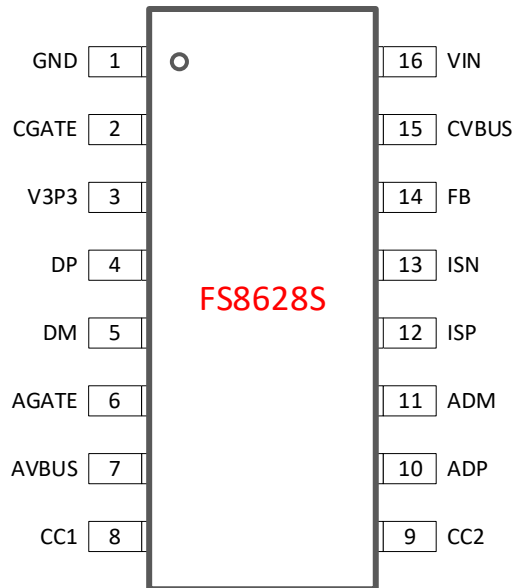 GND 1 16 VIN
CGATE 2 15 CVBUS
V3P3 3 14 FB
DP 4 13 ISN
FS8628S
DM 5 12 ISP
AGATE 6 11 ADM
AVBUS 7 10 ADP
CC1 8 9 CC2